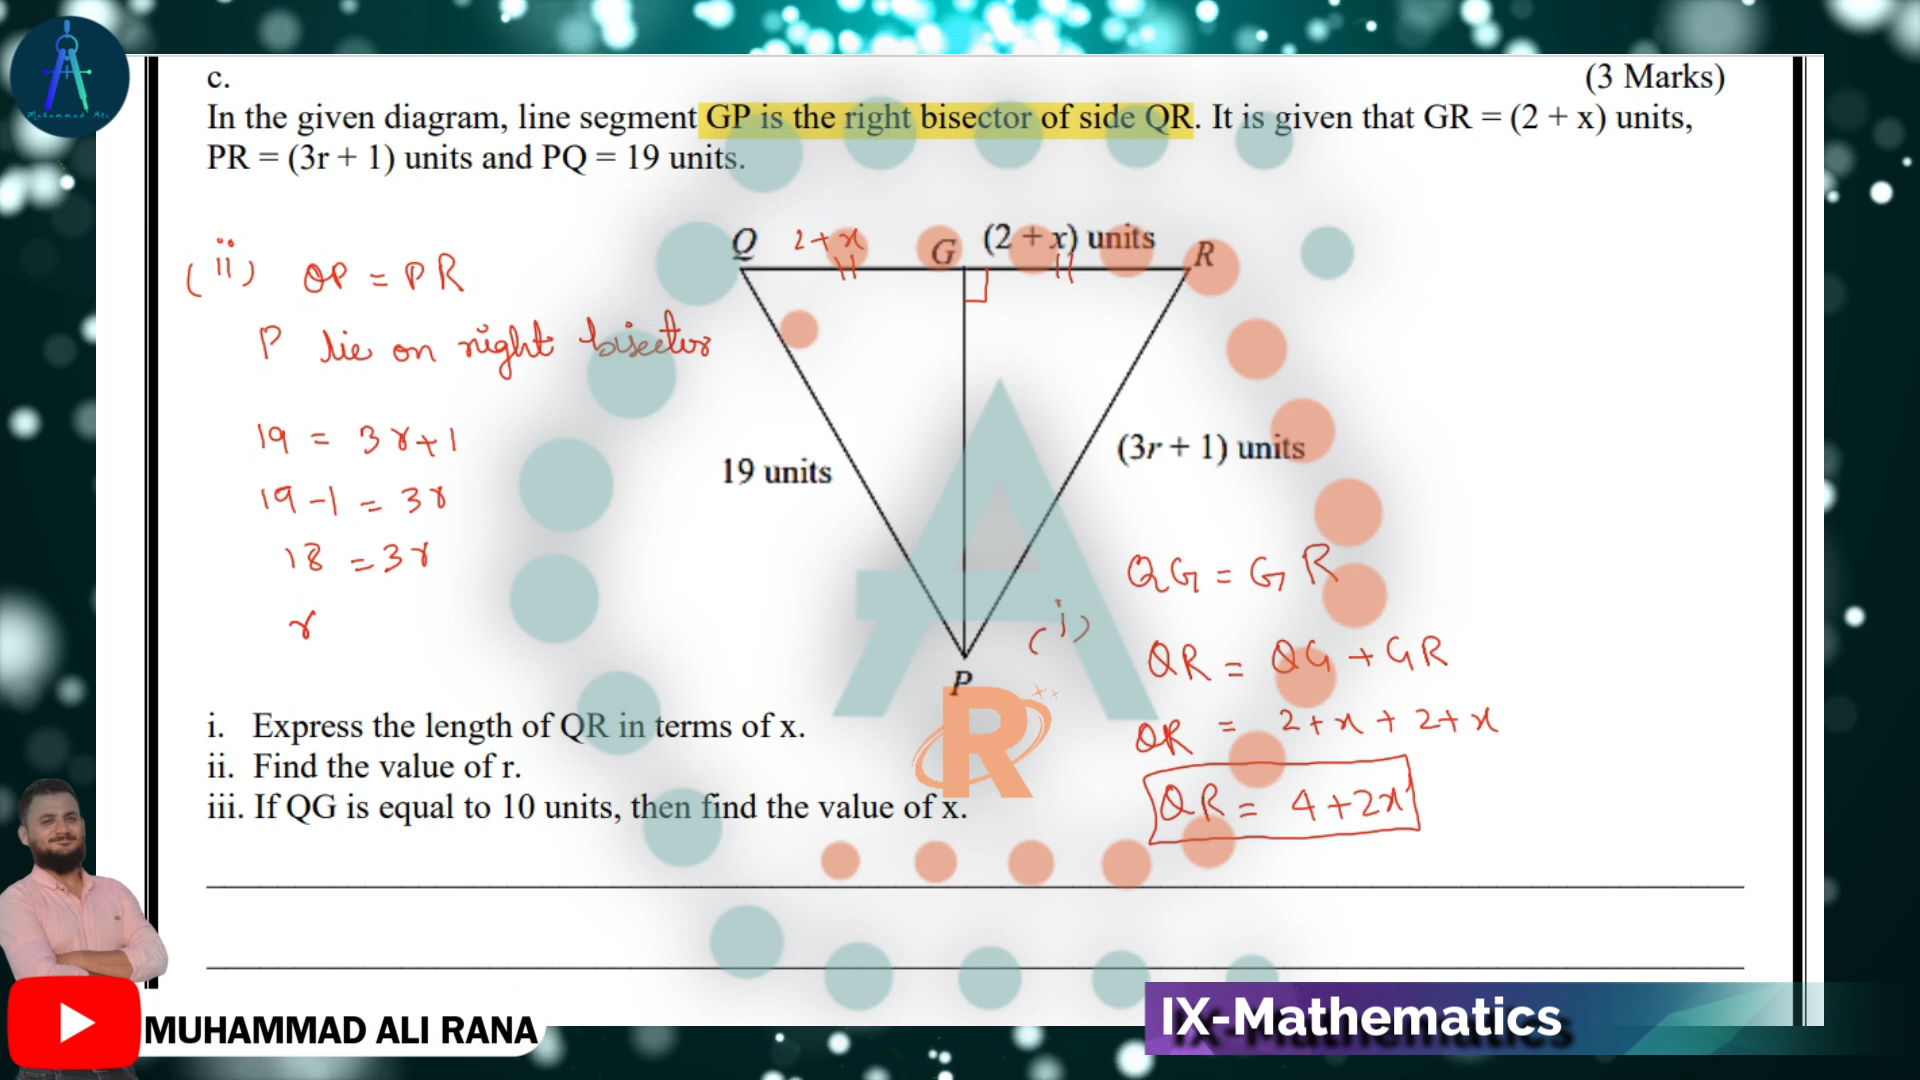 Muhammad Ali
c.
(3 Marks)
In the given diagram, line segment GP is the right bisector of side QR. It is given that GR = (2 + x) units,
PR = (3r + 1) units and PQ = 19 units.
Q
2+x
G
(2 + x) units
R
(ii) QP = PR
P lie on right bisector
19 = 3r+1
19-1 = 3r
18 = 3r
r
19 units
(3r + 1) units
P
QG = GR
(i)
QR = QG + GR
QR = 2+x + 2+x
QR = 4+2x
R
i. Express the length of QR in terms of x.
ii. Find the value of r.
iii. If QG is equal to 10 units, then find the value of x.
MUHAMMAD ALI RANA
IX-Mathematics